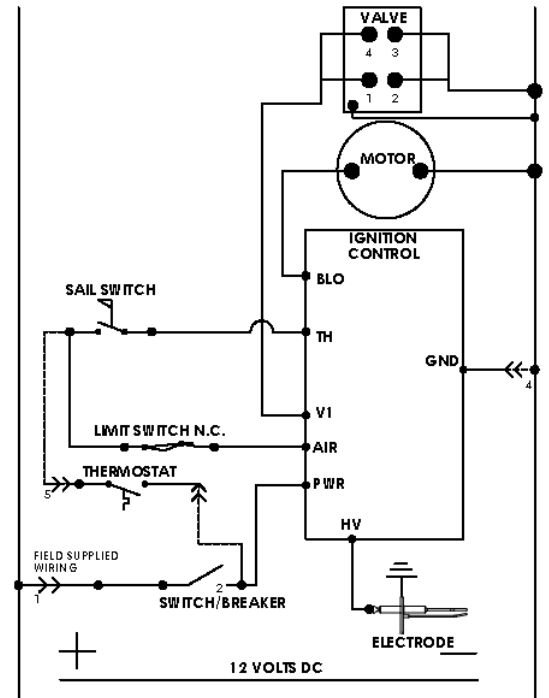 VALVE
4 3
1 2
MOTOR
IGNITION
CONTROL
BLO
SAIL SWITCH
TH
GND
4
V1
LIMIT SWITCH N.C.
AIR
THERMOSTAT
5
PWR
HV
FIELD SUPPLIED
WIRING
1
2
SWITCH/BREAKER
ELECTRODE
+ −
12 VOLTS DC